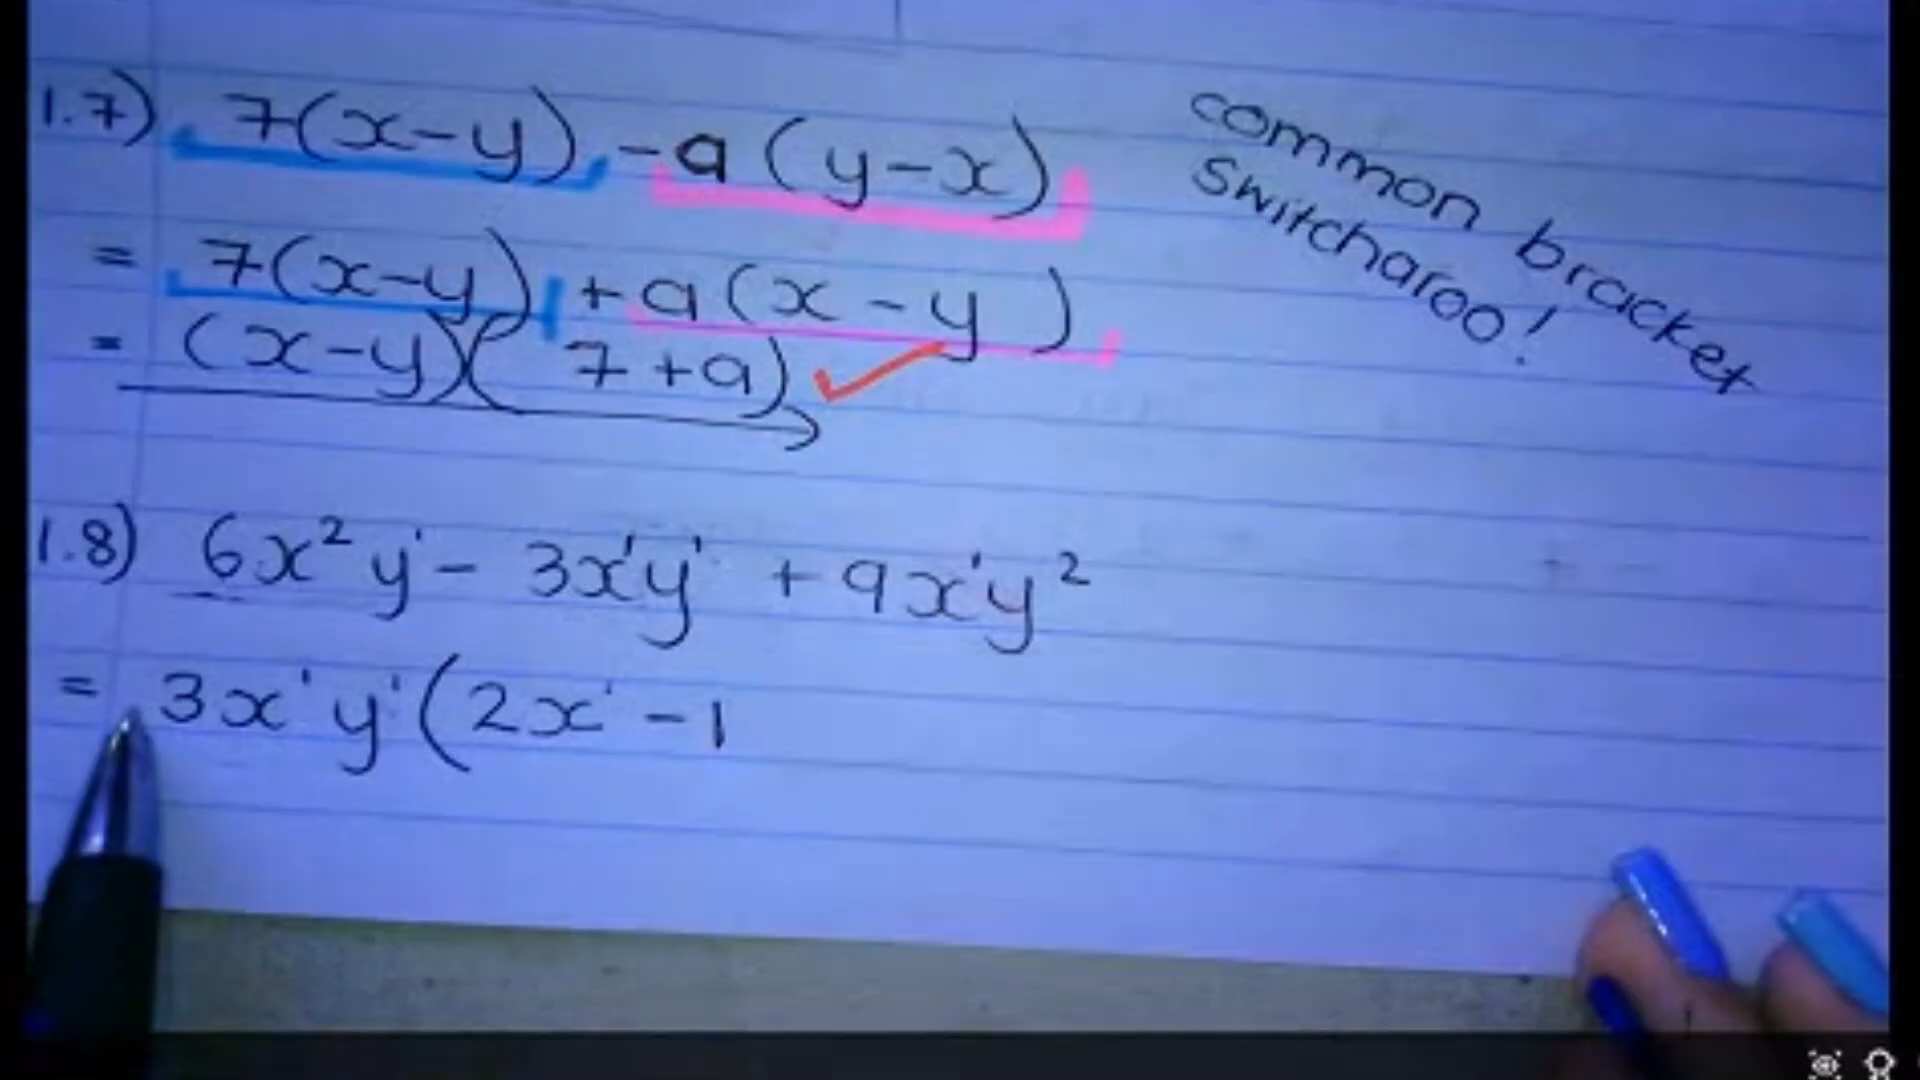 1.7) 7(x-y) - a(y-x)
= 7(x-y) + a(x-y)
= (x-y)(7+a) ✓
common bracket
switcharoo!
1.8) 6x²y¹ - 3x¹y¹ + 9x¹y²
= 3x¹y¹(2x¹ - 1